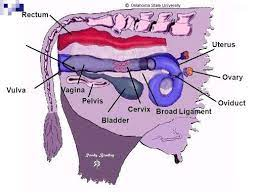 © Oklahoma State University
Rectum
Uterus
Ovary
Oviduct
Vulva
Vagina
Pelvis
Cervix
Broad Ligament
Bladder